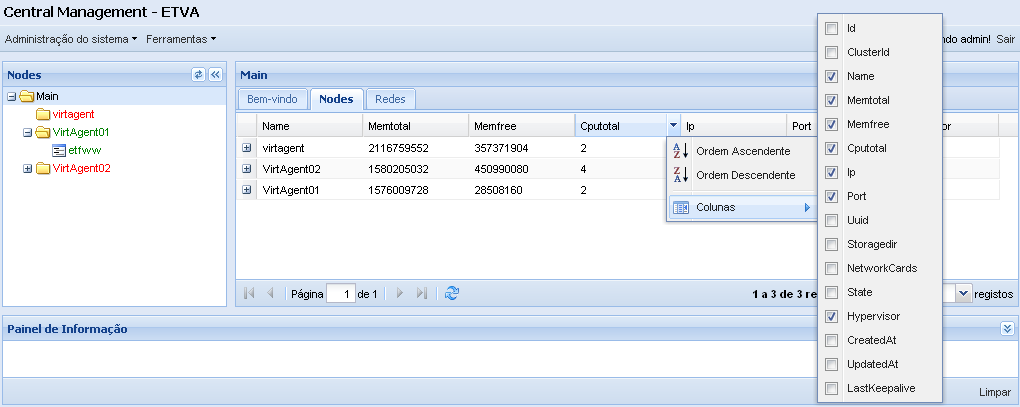 Central Management - ETVA
Administração do sistema Ferramentas ndo admin! Sair
Nodes
Main
virtagent
VirtAgent01
etfww
VirtAgent02
Main
Bem-vindo Nodes Redes
Name Memtotal Memfree Cputotal Ip Port or
virtagent 2116759552 357371904 2
VirtAgent02 1580205032 450990080 4
VirtAgent01 1576009728 28508160 2
Ordem Ascendente
Ordem Descendente
Colunas
Id
ClusterId
Name
Memtotal
Memfree
Cputotal
Ip
Port
Uuid
Storagedir
NetworkCards
State
Hypervisor
CreatedAt
UpdatedAt
LastKeepalive
Página 1 de 1 1 a 3 de 3 re registos
Painel de Informação
Limpar